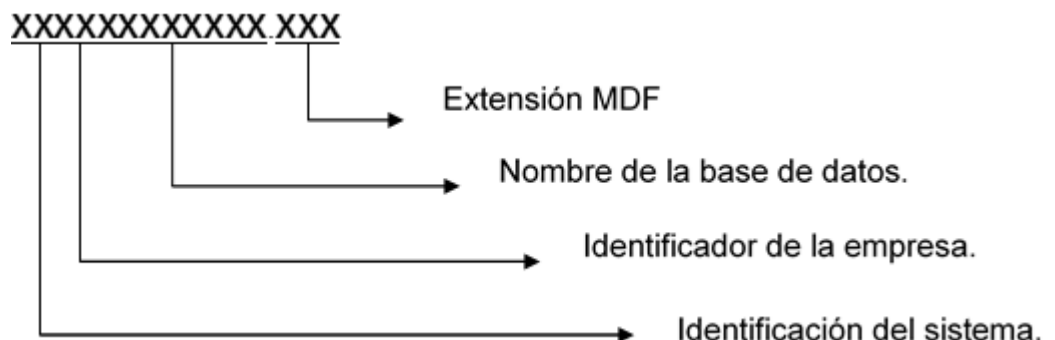 XXXXXXXXXXXX.XXX
Extensión MDF
Nombre de la base de datos.
Identificador de la empresa.
Identificación del sistema.